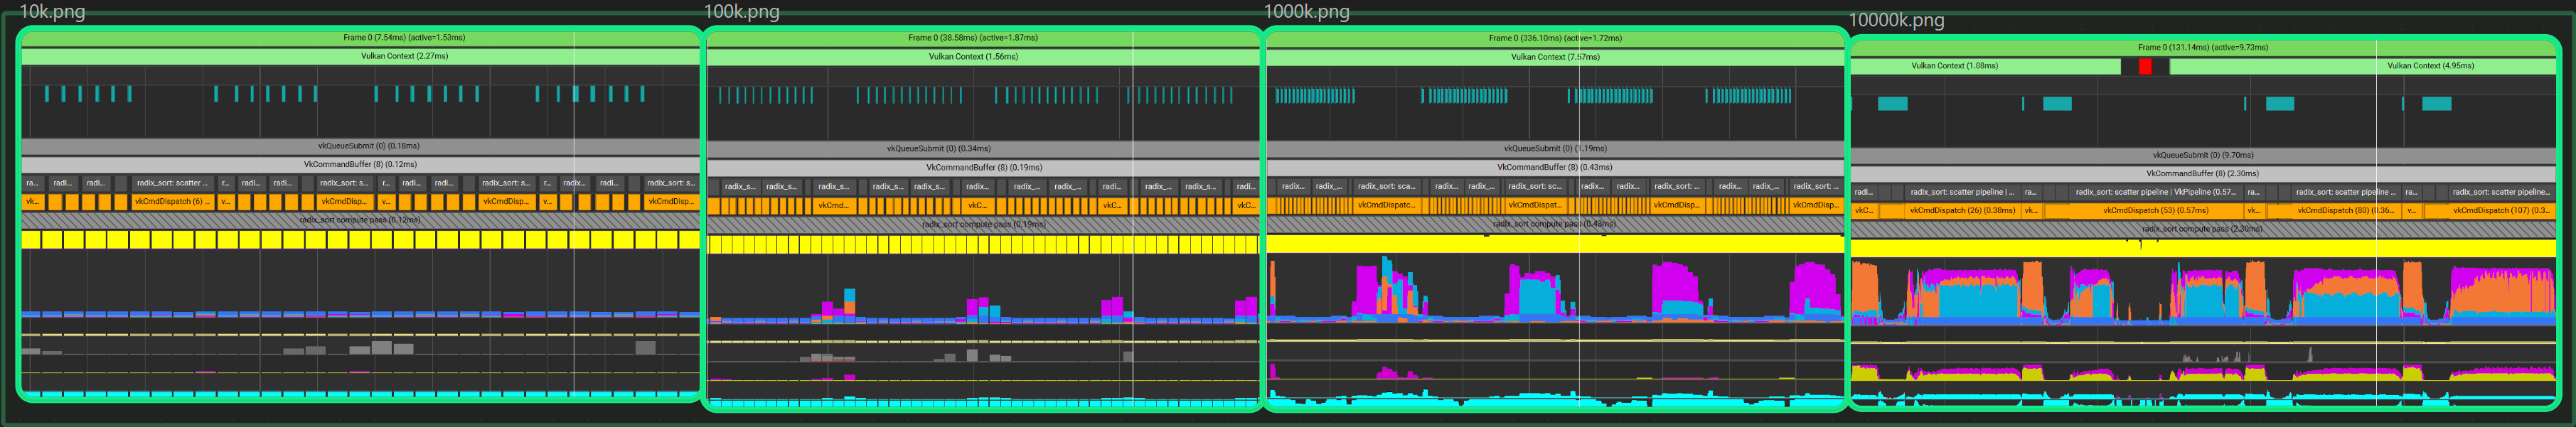 10k.png
Frame 0 (7.54ms) (active=1.53ms)
Vulkan Context (2.27ms)
vkQueueSubmit (0) (0.18ms)
VkCommandBuffer (8) (0.12ms)
ra... radi... radi... radix_sort: scatter ... r... radi... radi... radix_sort: s... r... radi... radi... radix_sort: s... r... radix... radi... radix_sort: s...
vk... vkCmdDispatch (6) ... v... vkCmdDisp... v... vkCmdDisp... v... vkCmdDisp...
radix_sort compute pass (0.12ms)
100k.png
Frame 0 (38.58ms) (active=1.87ms)
Vulkan Context (1.56ms)
vkQueueSubmit (0) (0.34ms)
VkCommandBuffer (8) (0.19ms)
radix_s... radix_s... radix_s... radix_s... radix_s... radix_... radix_... radix_... radi... radix_... radi...
vkCmd... vkC... vkC... vkC...
radix_sort compute pass (0.19ms)
1000k.png
Frame 0 (336.10ms) (active=1.72ms)
Vulkan Context (7.57ms)
vkQueueSubmit (0) (1.19ms)
VkCommandBuffer (8) (0.43ms)
radix... radix_... radix_sort: sca... radix... radix_... radix_sort: sc... radix... radix... radix_sort: ... radix... radix... radix_sort: ...
vkCmdDispatc... vkCmdDispat... vkCmdDisp... vkCmdDisp...
radix_sort compute pass (0.43ms)
10000k.png
Frame 0 (131.14ms) (active=9.73ms)
Vulkan Context (1.08ms) Vulkan Context (4.95ms)
vkQueueSubmit (0) (9.70ms)
VkCommandBuffer (8) (2.30ms)
radi... radix_sort: scatter pipeline | ... ra... radix_sort: scatter pipeline | VkPipeline (0.57... ra... radix_sort: scatter pipeline ... ra... radix_sort: scatter pipeline...
vkC... vkCmdDispatch (26) (0.38ms) vk... vkCmdDispatch (53) (0.57ms) vk... vkCmdDispatch (80) (0.36... v... vkCmdDispatch (107) (0.3...
radix_sort compute pass (2.30ms)